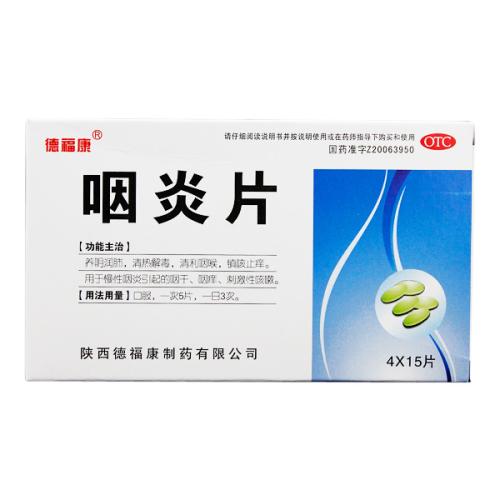 德福康®
请仔细阅读说明书并按说明使用或在药师指导下购买和使用
国药准字Z20063950
OTC
咽炎片
【功能主治】
养阴润肺，清热解毒，清利咽喉，镇咳止痒。
用于慢性咽炎引起的咽干、咽痒、刺激性咳嗽。
【用法用量】口服，一次5片，一日3次。
陕西德福康制药有限公司
4X15片